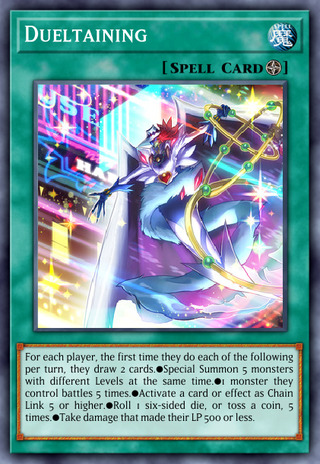 Dueltaining
[Spell Card]
For each player, the first time they do each of the following
per turn, they draw 2 cards.●Special Summon 5 monsters
with different Levels at the same time.●1 monster they
control battles 5 times.●Activate a card or effect as Chain
Link 5 or higher.●Roll 1 six-sided die, or toss a coin, 5
times.●Take damage that made their LP 500 or less.